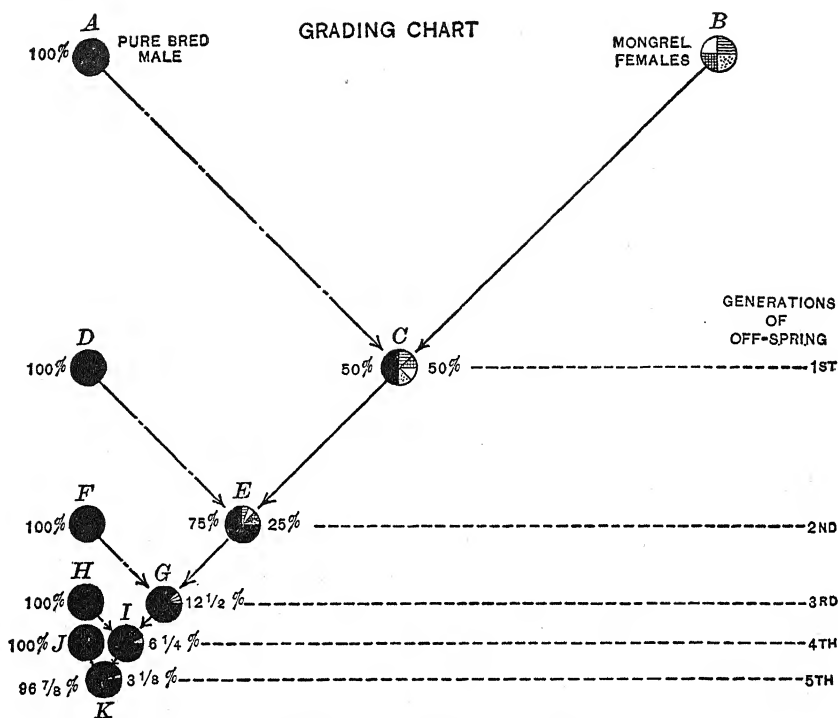 GRADING CHART
A
B
100%
PURE BRED
MALE
MONGREL
FEMALES
GENERATIONS
OF
OFF-SPRING
D
C
100%
50%
50%
1ST
F
E
100%
75%
25%
2ND
H
G
100%
12 1/2 %
3RD
I
100%
J
6 1/4 %
4TH
96 7/8 %
3 1/8 %
5TH
K